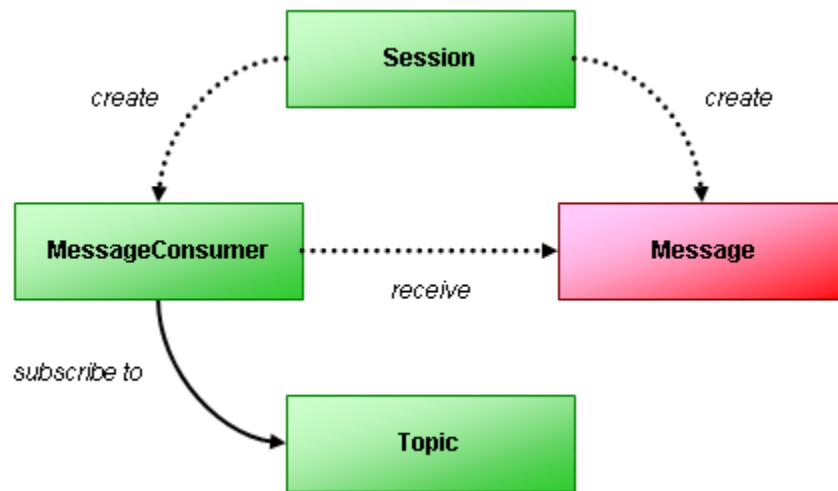 Session
create
create
MessageConsumer
Message
receive
subscribe to
Topic